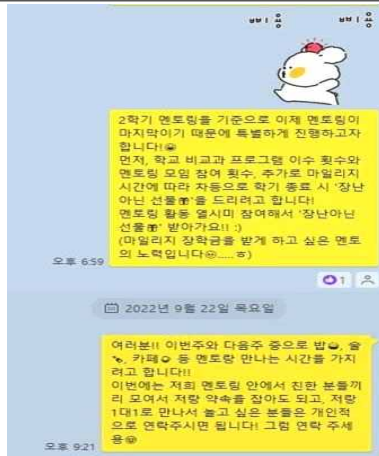 ㅃㅣ용 ㅃㅣ용
2학기 멘토링을 기준으로 이제 멘토링이
마지막이기 때문에 특별하게 진행하고자
합니다!😀
먼저, 학교 비교과 프로그램 이수 횟수와
멘토링 모임 참여 횟수, 추가로 마일리지
시간에 따라 차등으로 학기 종료 시 '장난
아닌 선물🎁'을 드리려고 합니다!
멘토링 활동 열시미 참여해서 '장난아닌
선물🎁' 받아가요!! :)
(마일리지 장학금을 받게 하고 싶은 멘토
의 노력입니다☺.....ㅎ)
오후 6:59
1
2022년 9월 22일 목요일
여러분!! 이번주와 다음주 중으로 밥🍚, 술
🍾, 카페☕ 등 멘토랑 만나는 시간을 가지
려고 합니다!!
이번에는 저희 멘토링 안에서 친한 분들끼
리 모여서 저랑 약속을 잡아도 되고, 저랑
1대1로 만나서 놀고 싶은 분들은 개인적
으로 연락주시면 됩니다! 그럼 연락 주세
용😀
오후 9:21